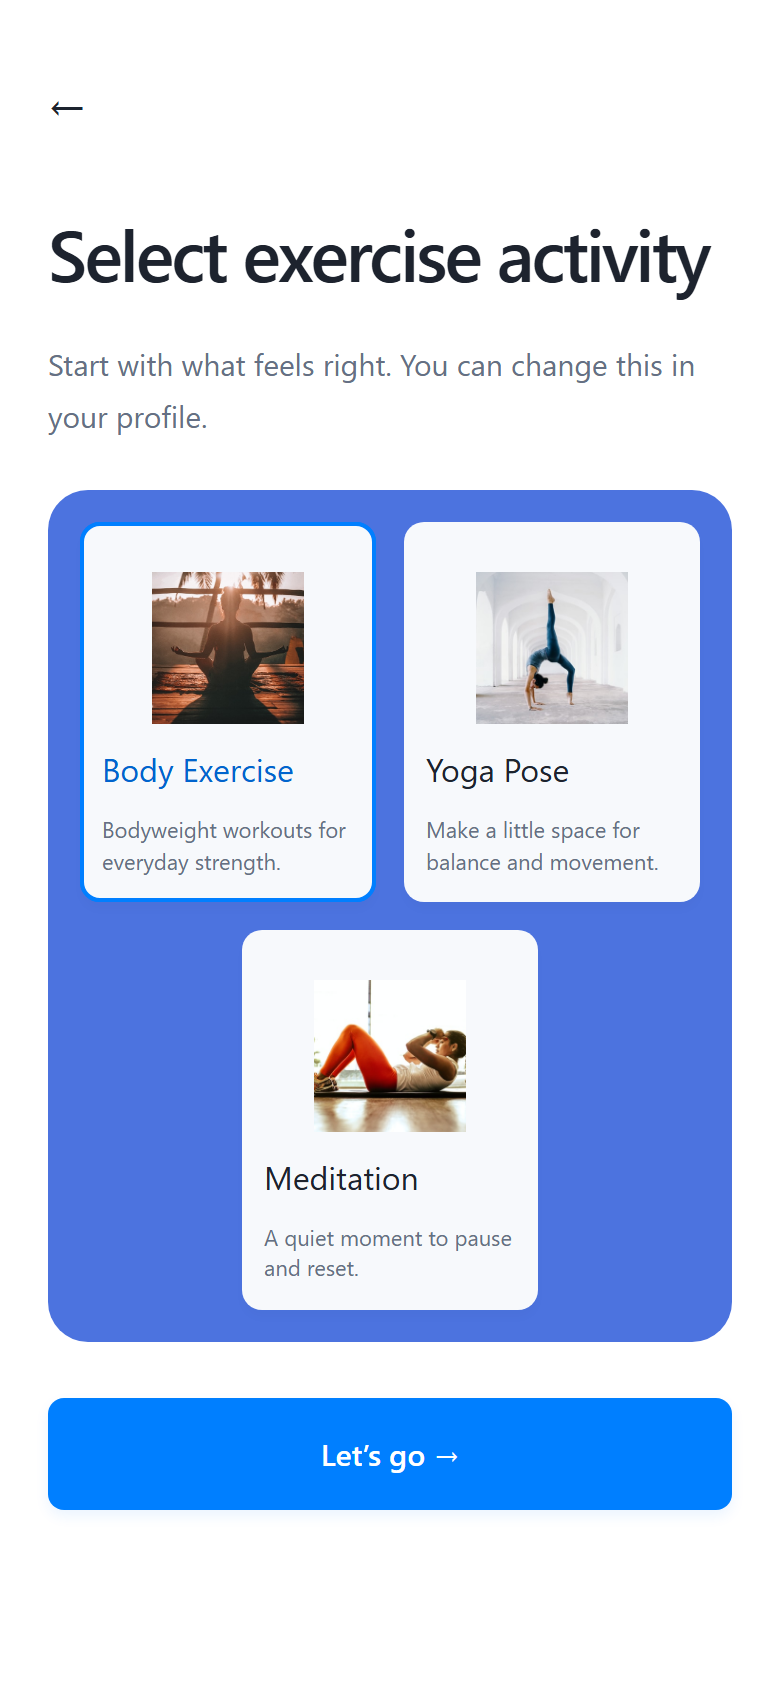 ←
Select exercise activity
Start with what feels right. You can change this in
your profile.
Body Exercise
Bodyweight workouts for
everyday strength.
Yoga Pose
Make a little space for
balance and movement.
Meditation
A quiet moment to pause
and reset.
Let’s go →